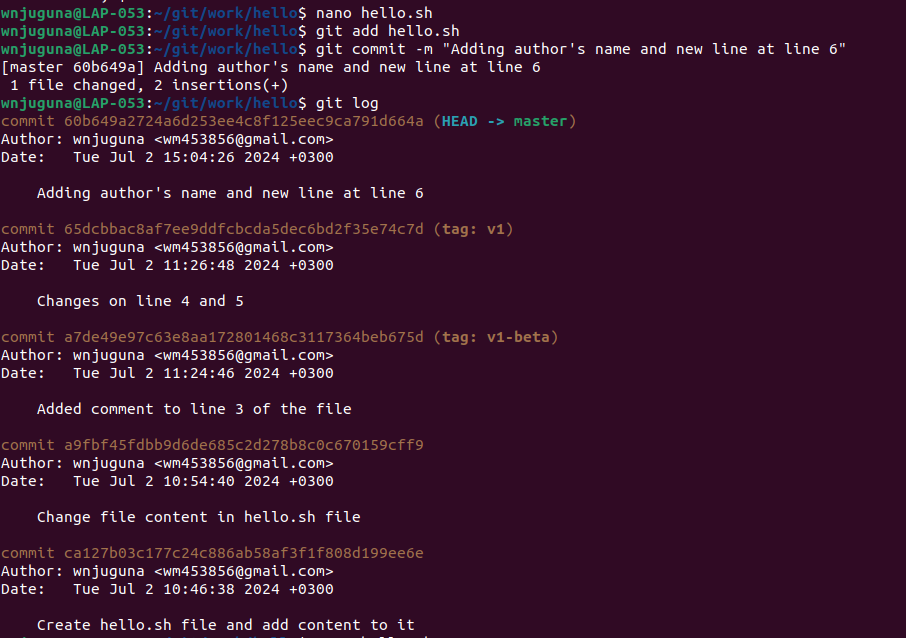 wnjuguna@LAP-053:~/git/work/hello$ nano hello.sh
wnjuguna@LAP-053:~/git/work/hello$ git add hello.sh
wnjuguna@LAP-053:~/git/work/hello$ git commit -m "Adding author's name and new line at line 6"
[master 60b649a] Adding author's name and new line at line 6
 1 file changed, 2 insertions(+)
wnjuguna@LAP-053:~/git/work/hello$ git log
commit 60b649a2724a6d253ee4c8f125eec9ca791d664a (HEAD -> master)
Author: wnjuguna <wm453856@gmail.com>
Date:   Tue Jul 2 15:04:26 2024 +0300

    Adding author's name and new line at line 6

commit 65dcbbac8af7ee9ddfcbcda5dec6bd2f35e74c7d (tag: v1)
Author: wnjuguna <wm453856@gmail.com>
Date:   Tue Jul 2 11:26:48 2024 +0300

    Changes on line 4 and 5

commit a7de49e97c63e8aa172801468c3117364beb675d (tag: v1-beta)
Author: wnjuguna <wm453856@gmail.com>
Date:   Tue Jul 2 11:24:46 2024 +0300

    Added comment to line 3 of the file

commit a9fbf45fdbb9d6de685c2d278b8c0c670159cff9
Author: wnjuguna <wm453856@gmail.com>
Date:   Tue Jul 2 10:54:40 2024 +0300

    Change file content in hello.sh file

commit ca127b03c177c24c886ab58af3f1f808d199ee6e
Author: wnjuguna <wm453856@gmail.com>
Date:   Tue Jul 2 10:46:38 2024 +0300

    Create hello.sh file and add content to it